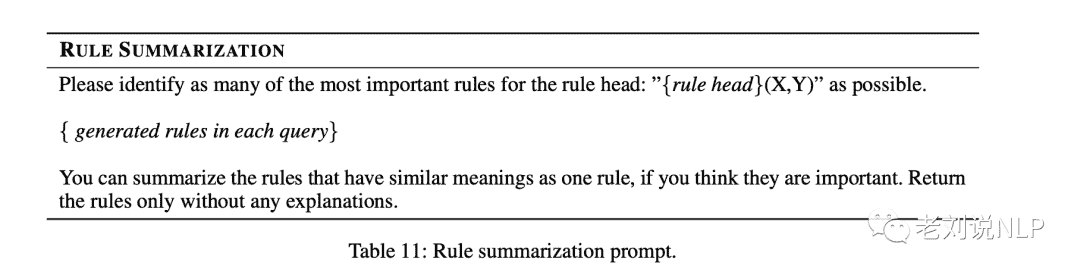 RULE SUMMARIZATION
Please identify as many of the most important rules for the rule head: ”{rule head}(X,Y)” as possible.
{ generated rules in each query}
You can summarize the rules that have similar meanings as one rule, if you think they are important. Return
the rules only without any explanations.
老刘说NLP
Table 11: Rule summarization prompt.